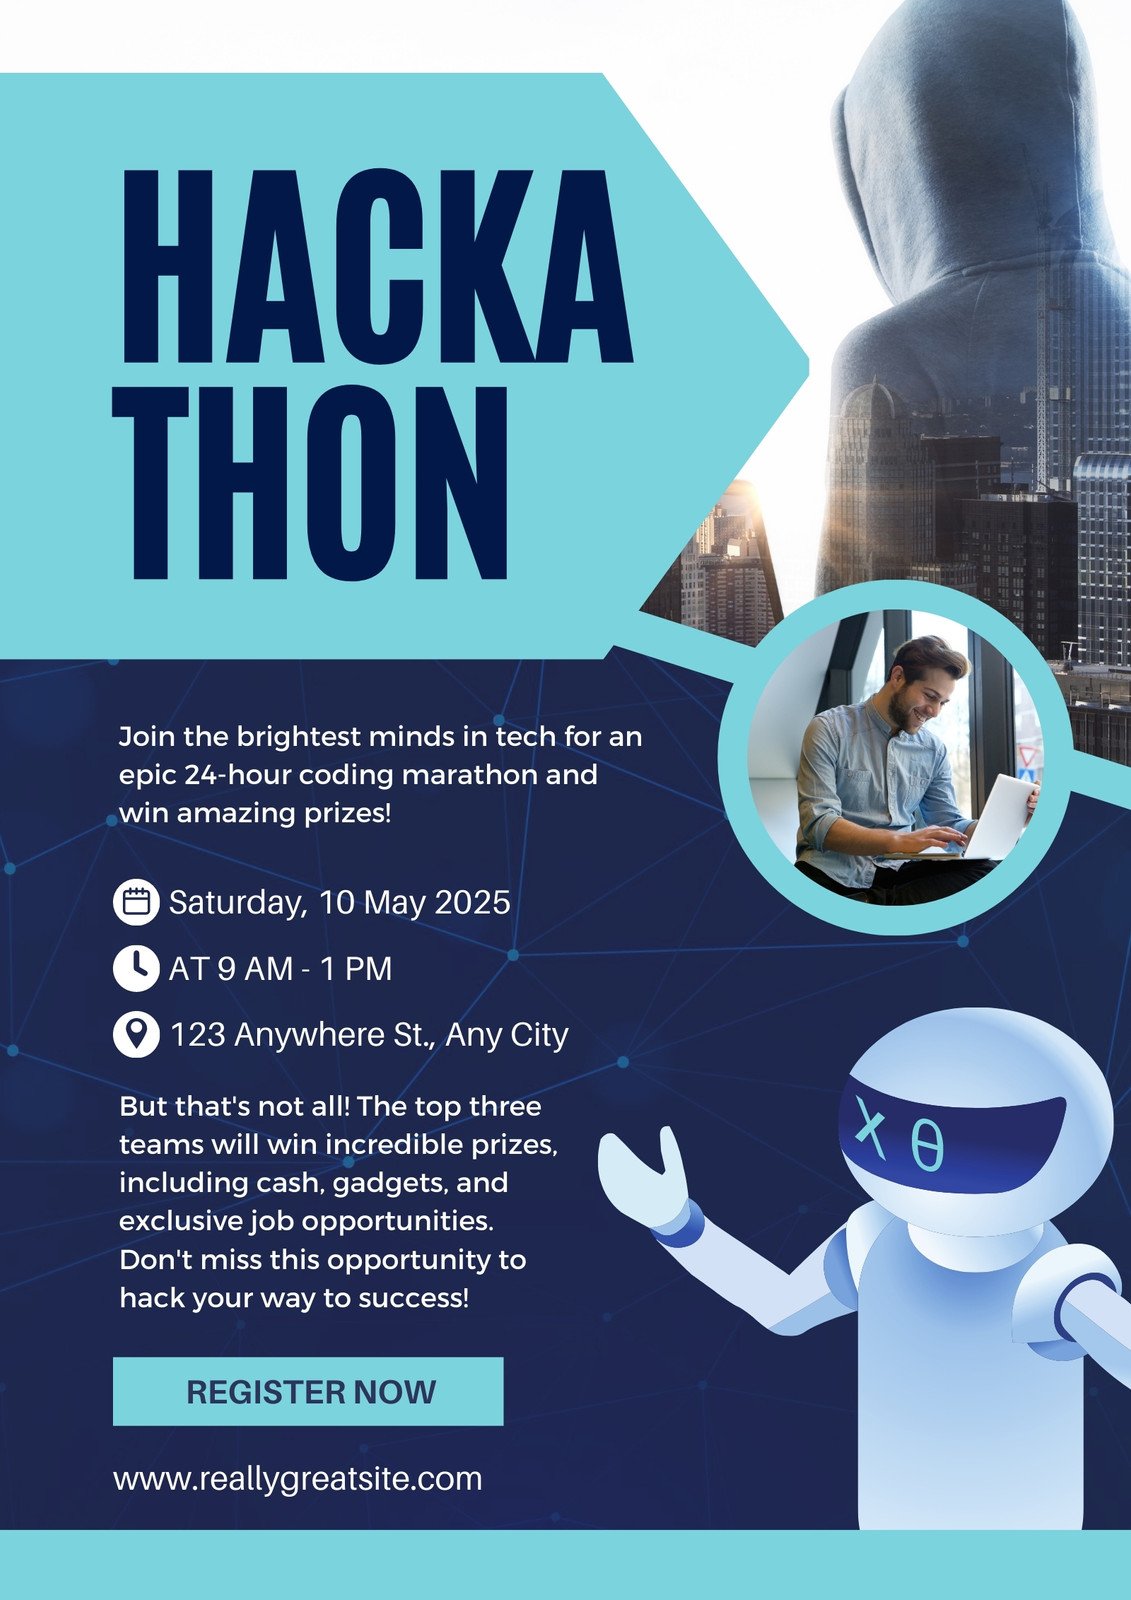 HACKA
THON
Join the brightest minds in tech for an
epic 24-hour coding marathon and
win amazing prizes!
Saturday, 10 May 2025
AT 9 AM - 1 PM
123 Anywhere St., Any City
But that's not all! The top three
teams will win incredible prizes,
including cash, gadgets, and
exclusive job opportunities.
Don't miss this opportunity to
hack your way to success!
X θ
REGISTER NOW
www.reallygreatsite.com